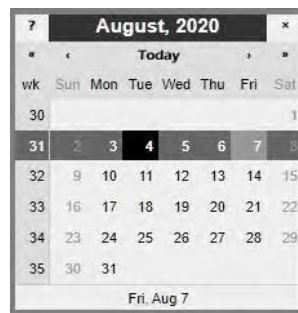 ? August, 2020 ×
« ‹ Today › »
wk Sun Mon Tue Wed Thu Fri Sat
30 1
31 2 3 4 5 6 7 8
32 9 10 11 12 13 14 15
33 16 17 18 19 20 21 22
34 23 24 25 26 27 28 29
35 30 31
Fri, Aug 7